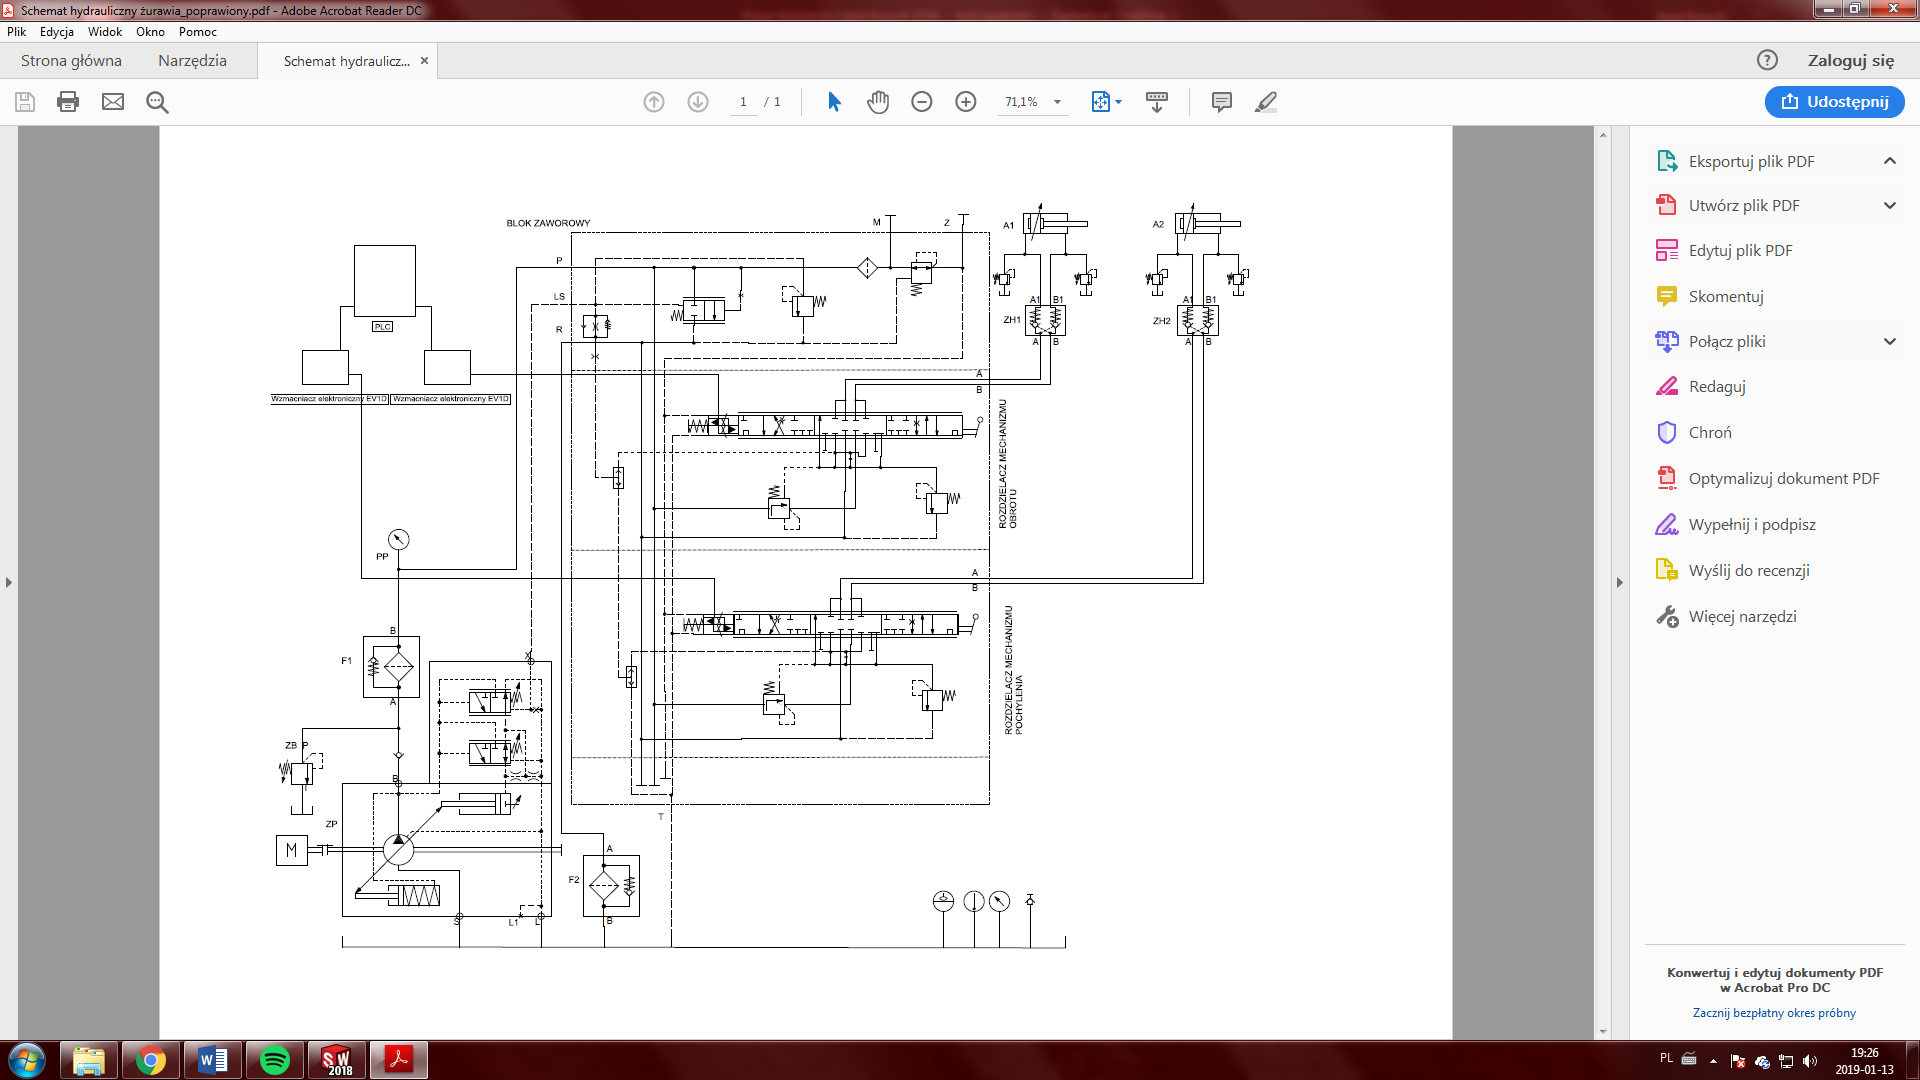 Schemat hydrauliczny żurawia_poprawiony.pdf - Adobe Acrobat Reader DC
Plik Edycja Widok Okno Pomoc
Strona główna Narzędzia Schemat hydraulicz... × Zaloguj się
1 / 1 71,1% Udostępnij
Eksportuj plik PDF
Utwórz plik PDF
Edytuj plik PDF
Skomentuj
Połącz pliki
Redaguj
Chroń
Optymalizuj dokument PDF
Wypełnij i podpisz
Wyślij do recenzji
Więcej narzędzi
Konwertuj i edytuj dokumenty PDF
w Acrobat Pro DC
Zacznij bezpłatny okres próbny
BLOK ZAWOROWY
M
Z
A1
A2
P
LS
R
PLC
A1 B1
ZH1
A B
A1 B1
ZH2
A B
Wzmacniacz elektroniczny EV1D
Wzmacniacz elektroniczny EV1D
A
B
ROZDZIELACZ MECHANIZMU
OBROTU
PP
A
B
ROZDZIELACZ MECHANIZMU
POCHYLENIA
B
F1
A
X
ZB P
T
B
ZP
M
T
A
F2
B
S
L1
L
PL
19:26
2019-01-13
SW
2018